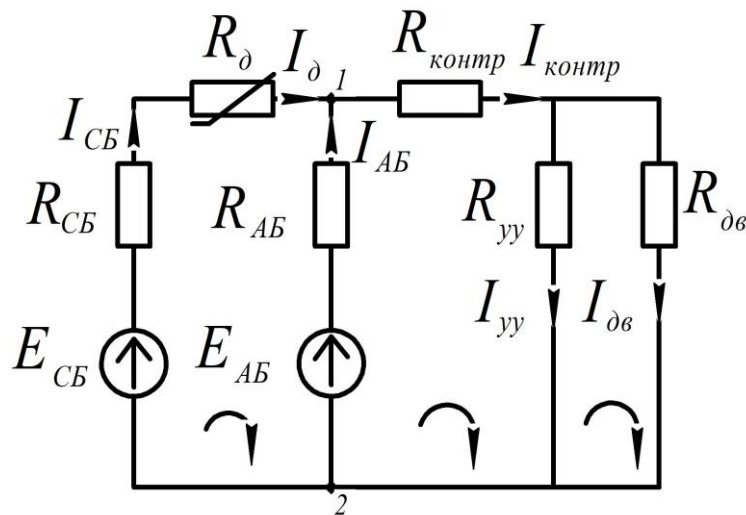 R_д I_д 1 R_контр I_контр
I_СБ I_АБ
R_СБ R_АБ R_уу R_дв
E_СБ E_АБ I_уу I_дв
2